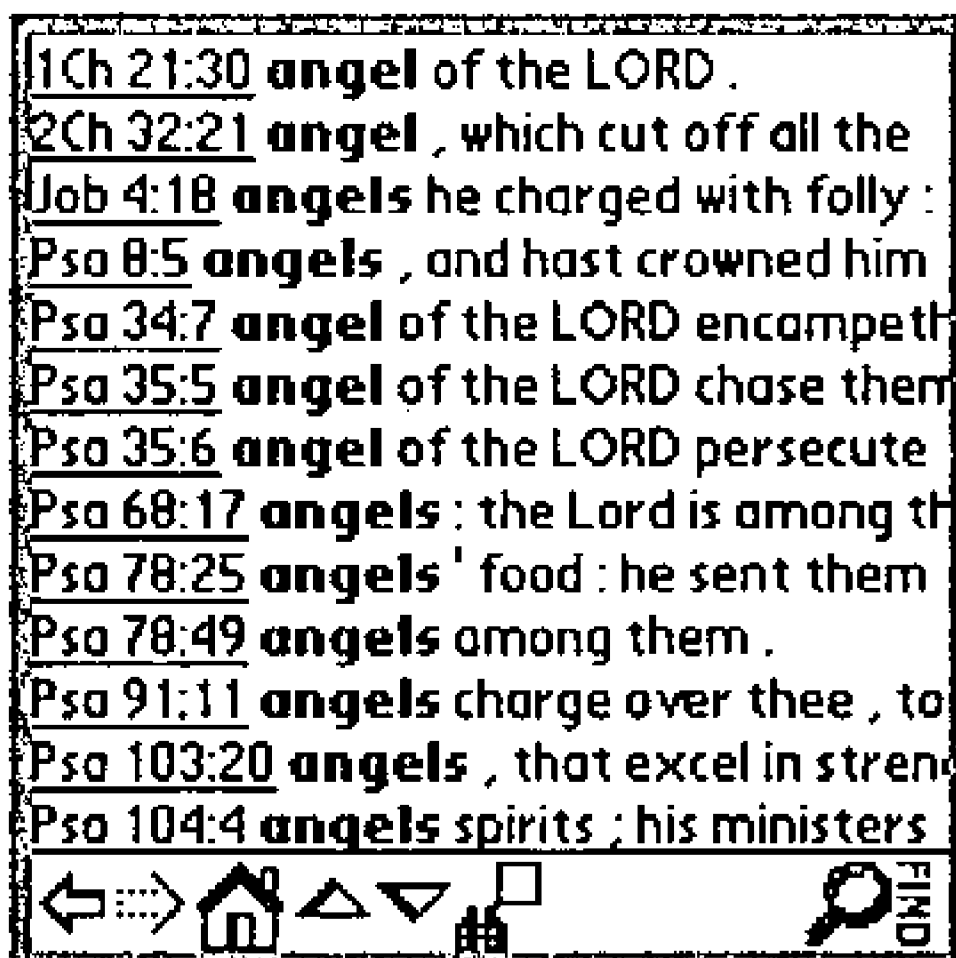 1Ch 21:30 angel of the LORD .
2Ch 32:21 angel , which cut off all the
Job 4:18 angels he charged with folly :
Psa 8:5 angels , and hast crowned him
Psa 34:7 angel of the LORD encampeth
Psa 35:5 angel of the LORD chase them
Psa 35:6 angel of the LORD persecute
Psa 68:17 angels : the Lord is among th
Psa 78:25 angels ' food : he sent them
Psa 78:49 angels among them .
Psa 91:11 angels charge over thee , to
Psa 103:20 angels , that excel in streng
Psa 104:4 angels spirits ; his ministers
FIND